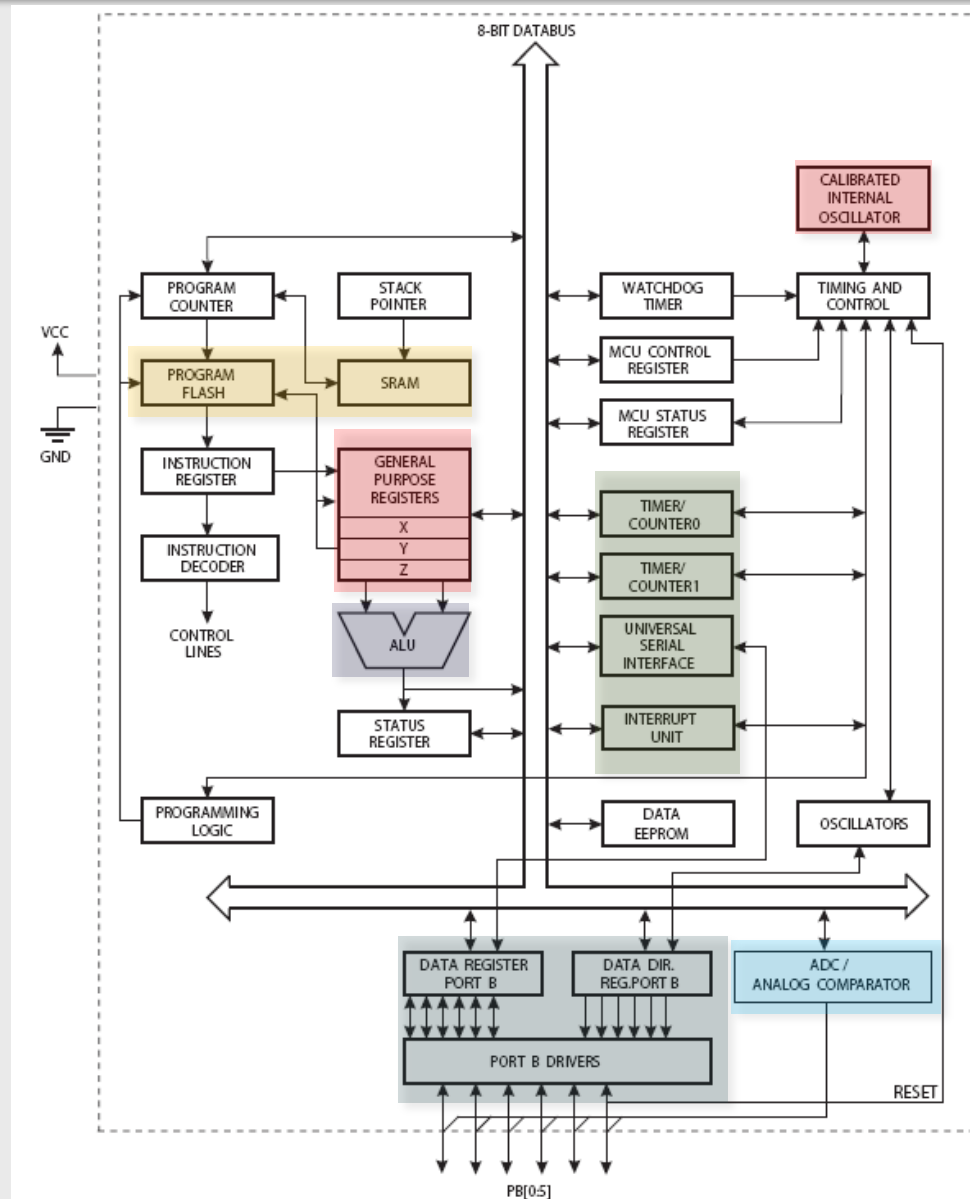 8-BIT DATABUS
CALIBRATED
INTERNAL
OSCILLATOR
PROGRAM
COUNTER
STACK
POINTER
WATCHDOG
TIMER
TIMING AND
CONTROL
VCC
PROGRAM
FLASH
SRAM
MCU CONTROL
REGISTER
MCU STATUS
REGISTER
GND
INSTRUCTION
REGISTER
GENERAL
PURPOSE
REGISTERS
X
Y
Z
TIMER/
COUNTER0
INSTRUCTION
DECODER
TIMER/
COUNTER1
CONTROL
LINES
ALU
UNIVERSAL
SERIAL
INTERFACE
STATUS
REGISTER
INTERRUPT
UNIT
PROGRAMMING
LOGIC
DATA
EEPROM
OSCILLATORS
DATA REGISTER
PORT B
DATA DIR.
REG.PORT B
ADC /
ANALOG COMPARATOR
PORT B DRIVERS
RESET
PB[0:5]